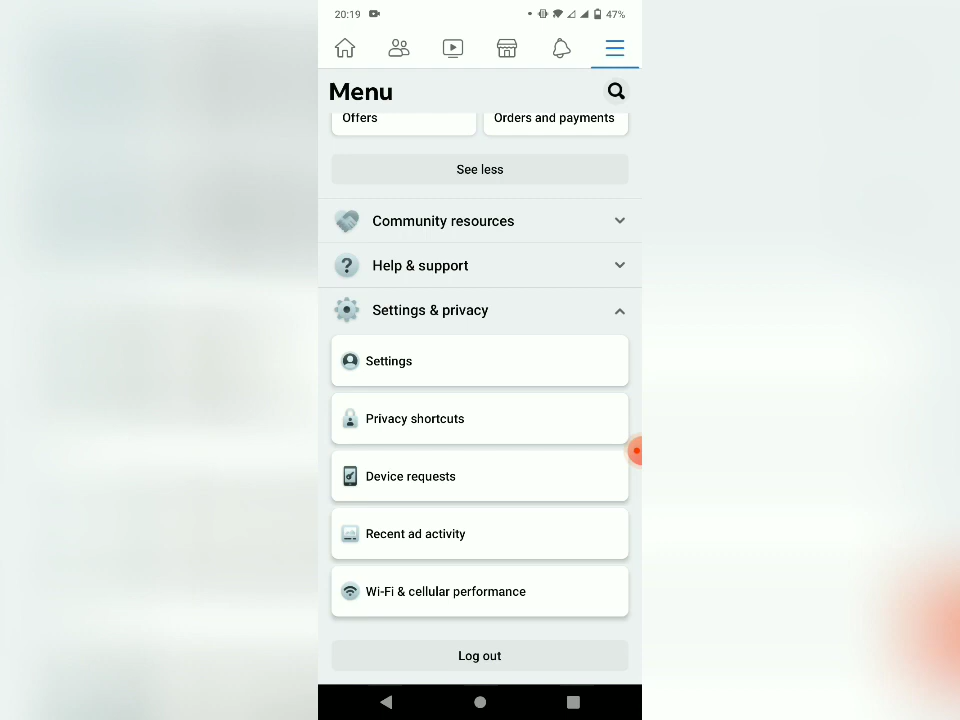 20:19
47%
Menu
Offers
Orders and payments
See less
Community resources
Help & support
Settings & privacy
Settings
Privacy shortcuts
Device requests
Recent ad activity
Wi-Fi & cellular performance
Log out